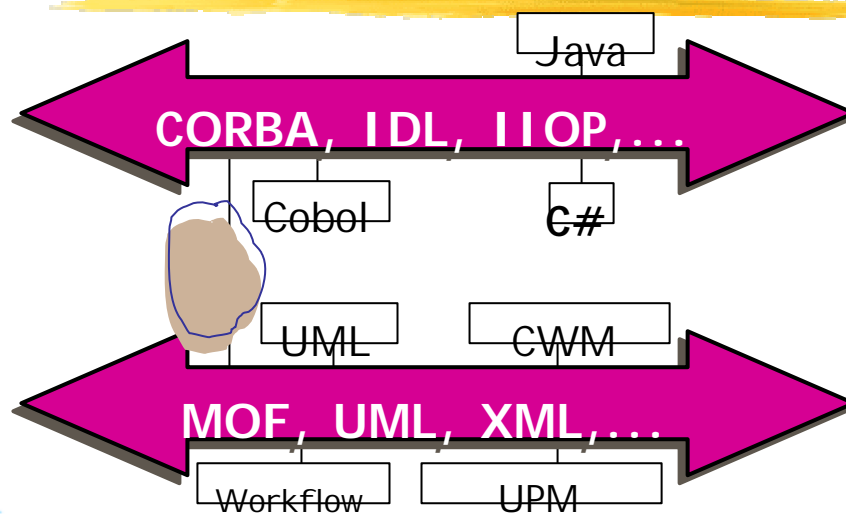 Java
CORBA, IDL, IIOP,...
Cobol C#
UML CWM
MOF, UML, XML,...
Workflow UPM